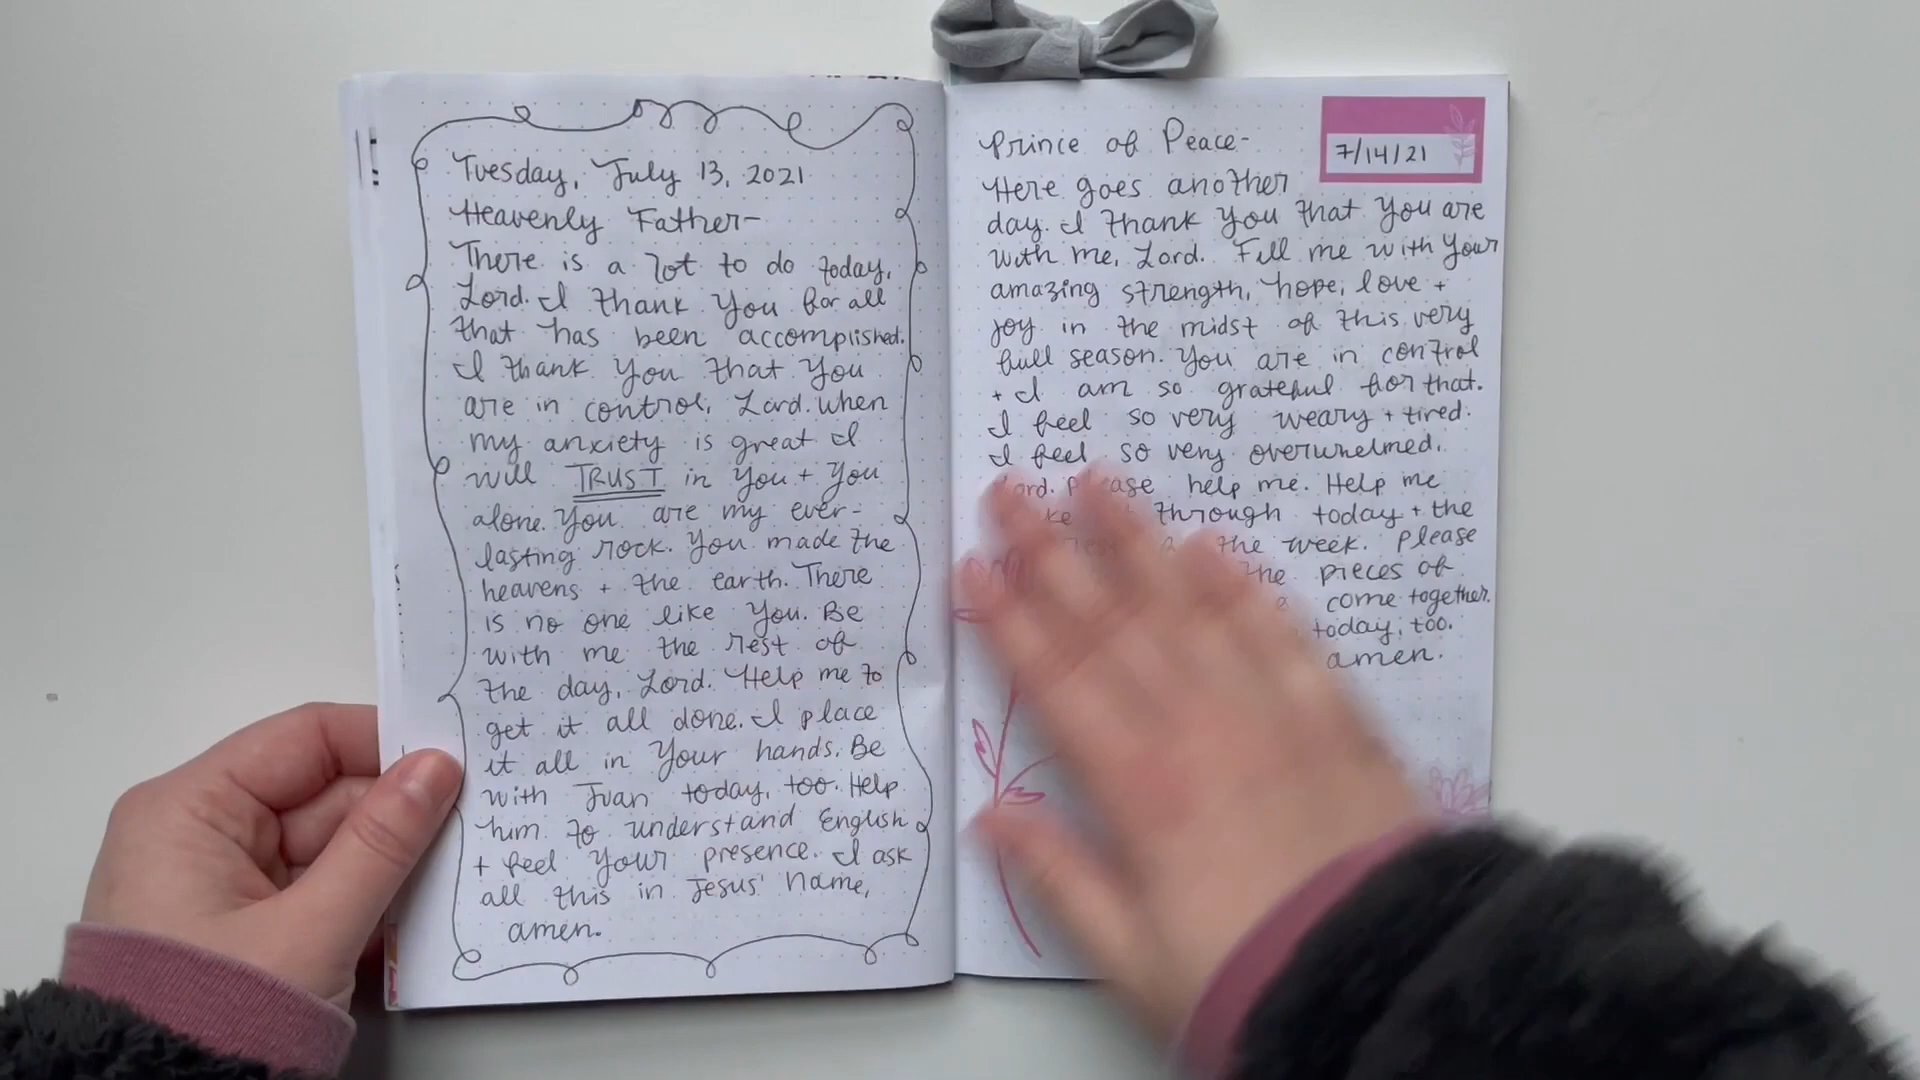 Tuesday, July 13, 2021
Heavenly Father-
There is a lot to do today,
Lord. I thank You for all
that has been accomplished.
I thank You that You
are in control, Lord. When
my anxiety is great I
will TRUST in You + You
alone. You are my ever-
lasting rock. You made the
heavens + the earth. There
is no one like You. Be
with me the rest of
the day, Lord. Help me to
get it all done. I place
it all in Your hands. Be
with Juan today, too. Help
him to understand English
+ feel Your presence. I ask
all this in Jesus' name,
amen.
7/14/21
Prince of Peace-
Here goes another
day. I thank You that You are
with me, Lord. Fill me with Your
amazing strength, hope, love +
joy in the midst of this very
full season. You are in control
+ I am so grateful for that.
I feel so very weary + tired.
I feel so very overwhelmed.
Lord. Please help me. Help me
through today + the
the week. Please
the pieces of
come together.
today, too.
amen.